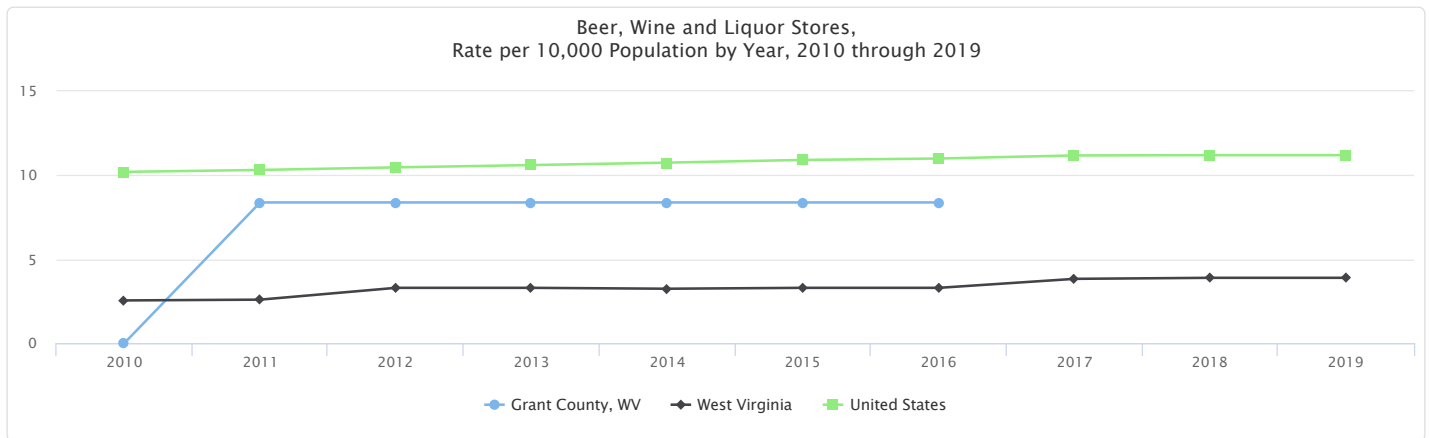 Beer, Wine and Liquor Stores,
Rate per 10,000 Population by Year, 2010 through 2019
15
10
5
0
2010 2011 2012 2013 2014 2015 2016 2017 2018 2019
Grant County, WV West Virginia United States